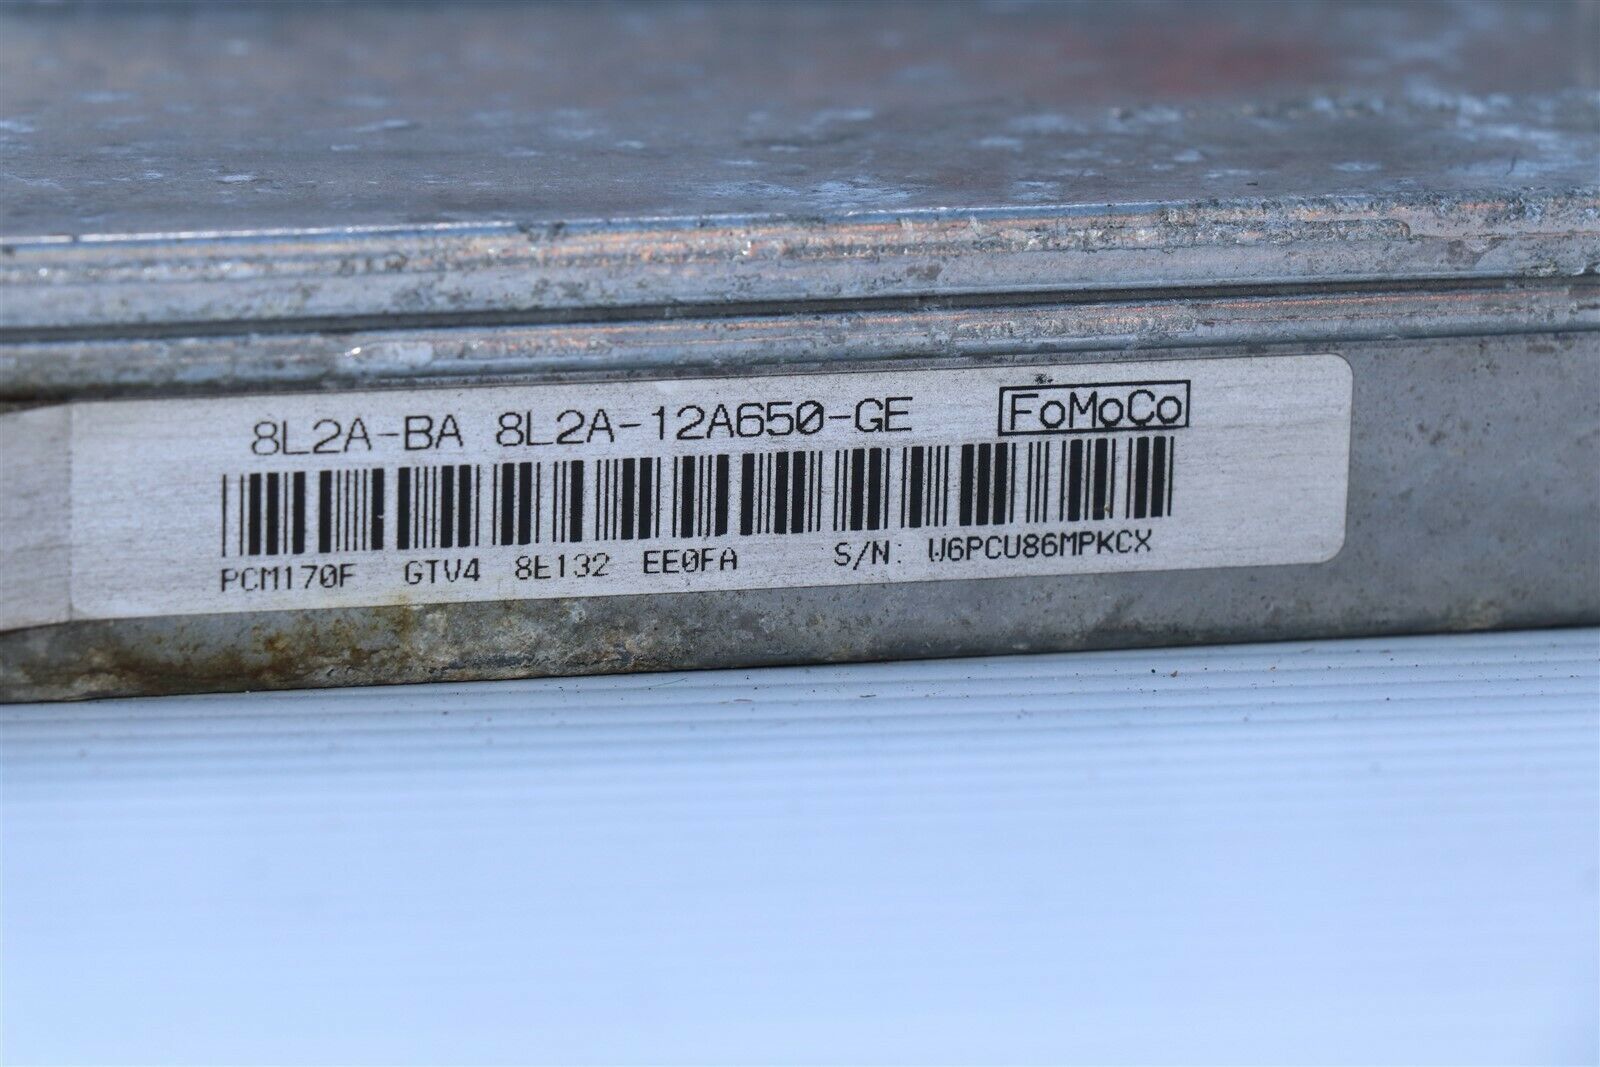 8L2A-BA 8L2A-12A650-GE FoMoCo
PCM170F GTV4 8E132 EE0FA S/N: W6PCU86MPKCX